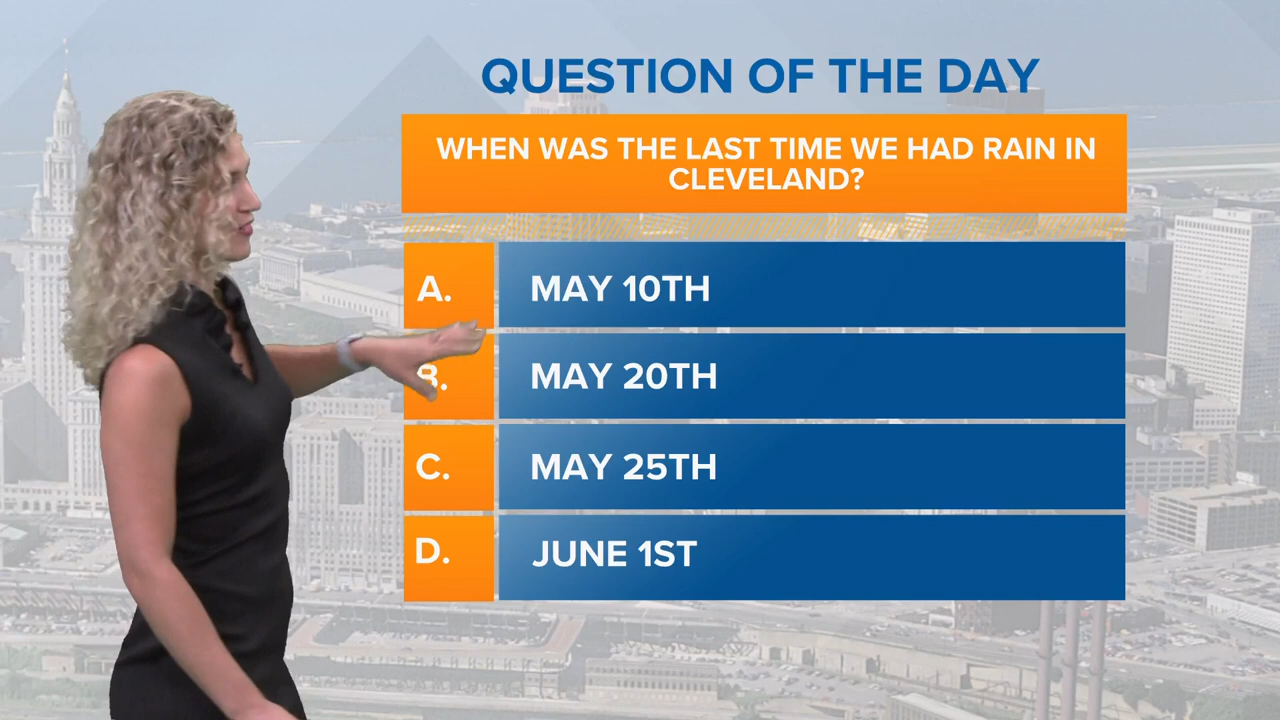 QUESTION OF THE DAY
WHEN WAS THE LAST TIME WE HAD RAIN IN
CLEVELAND?
A. MAY 10TH
B. MAY 20TH
C. MAY 25TH
D. JUNE 1ST